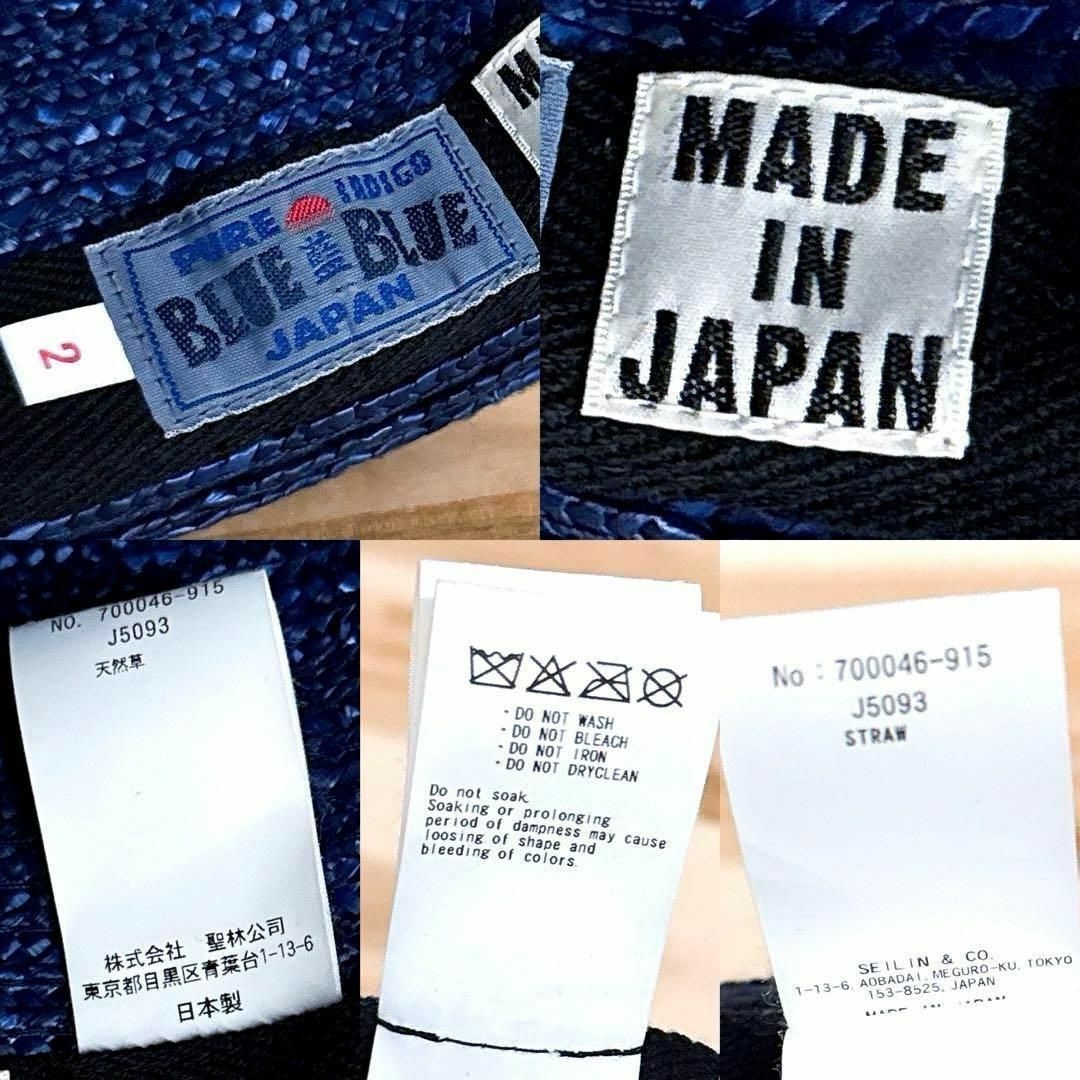 PURE INDIGO
BLUE 藍 BLUE
JAPAN
2
M
MADE
IN
JAPAN
NO. 700046-915
J5093
天然草
株式会社 聖林公司
東京都目黒区青葉台1-13-6
日本製
- DO NOT WASH
- DO NOT BLEACH
- DO NOT IRON
- DO NOT DRYCLEAN
Do not soak.
Soaking or prolonging
period of dampness may cause
loosing of shape and
bleeding of colors.
No : 700046-915
J5093
STRAW
SEILIN & CO.
1-13-6, AOBADAI, MEGURO-KU, TOKYO
153-8525, JAPAN
MADE IN JAPAN